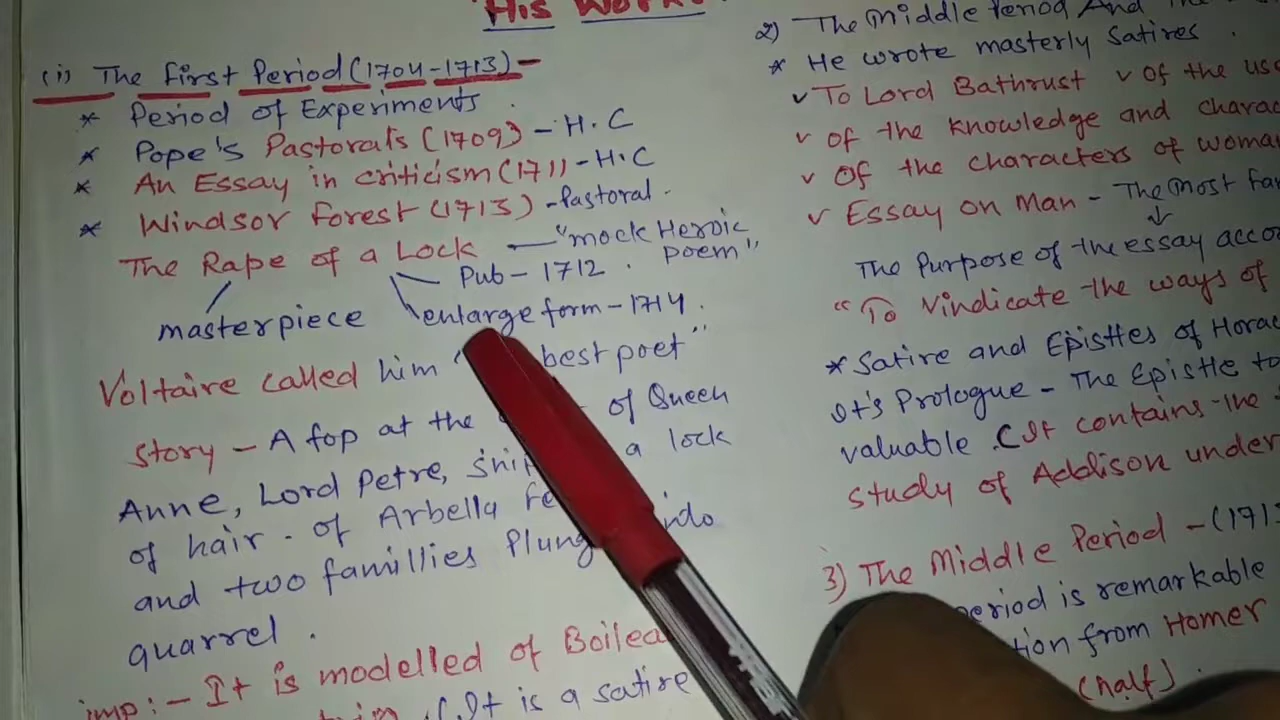 His Work
(i) The First Period (1704-1713)-
* Period of Experiments.
* Pope's Pastorals (1709) - H.C
* An Essay in criticism (1711) - H.C
* Windsor Forest (1713) - Pastoral.
The Rape of a Lock - "mock Heroic poem"
Pub - 1712.
masterpiece enlarge form - 1714.
Voltaire called him " best poet"
Story - A fop at the of Queen
Anne, Lord Petre, a lock
of hair. of Arbella
and two famillies
quarrel.
imp:- It is modelled of
It is a satire
2) The Middle Period And
* He wrote masterly Satires.
✓ To Lord Bathrust ✓ Of the
✓ Of the Knowledge and
✓ Of the characters of
✓ Essay on Man - The most
↓
The Purpose of the essay
"To Vindicate the ways of
* Satire and Epistles of
It's Prologue - The Epistle to
valuable. (It contains the
study of Addison under
3) The Middle Period -
period is remarkable
from Homer
(half).